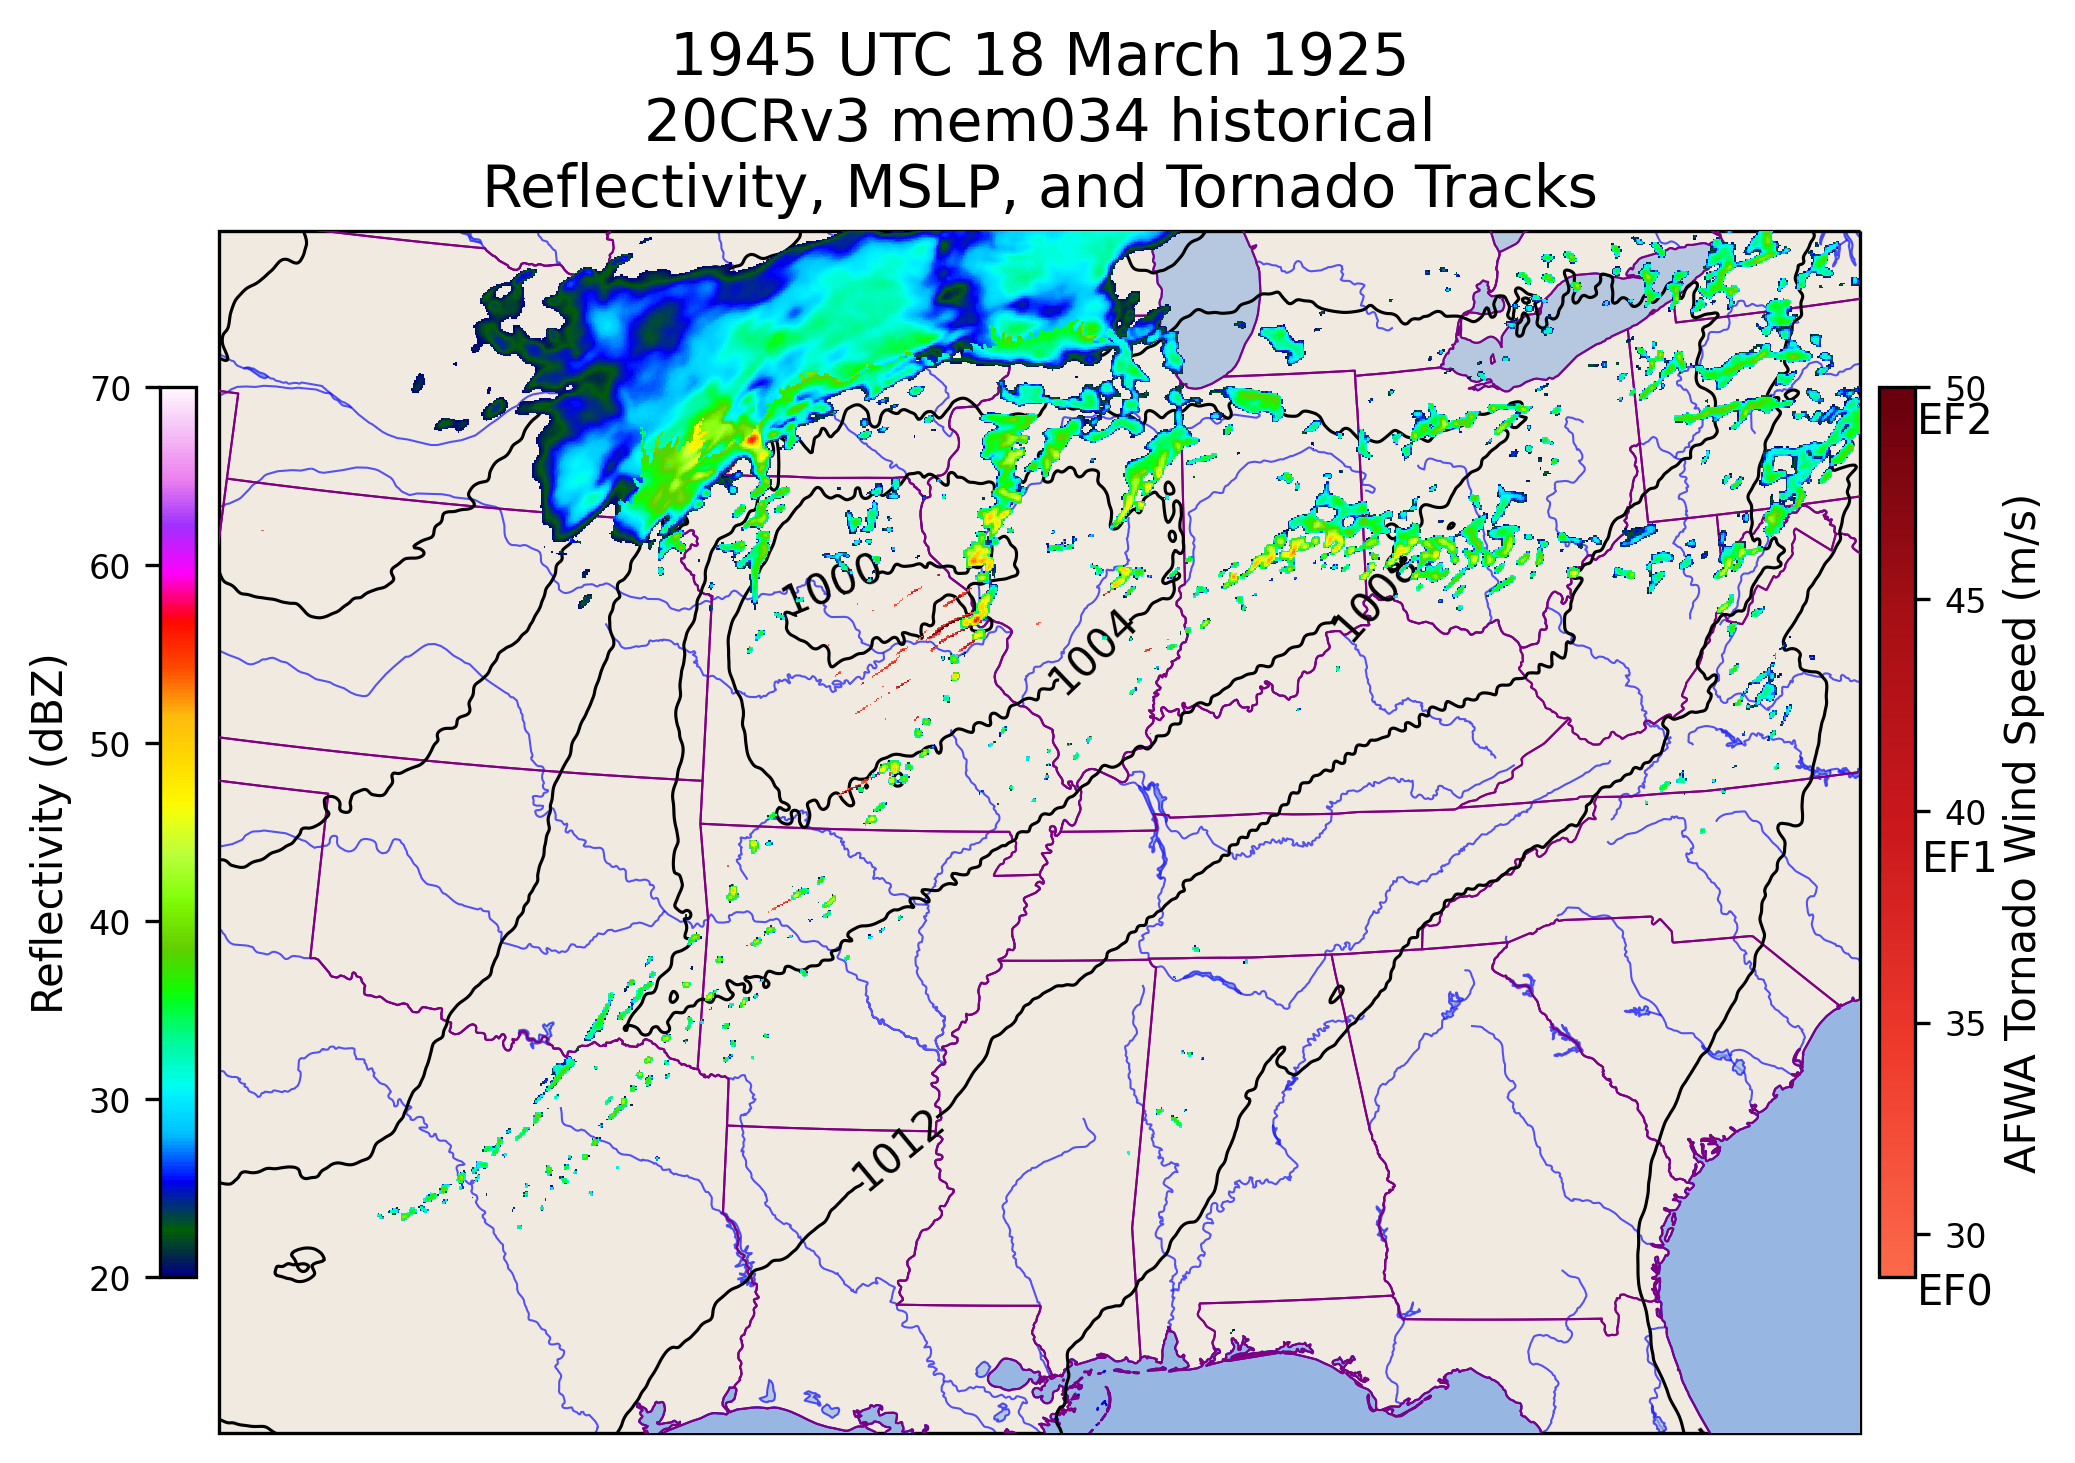 1945 UTC 18 March 1925
20CRv3 mem034 historical
Reflectivity, MSLP, and Tornado Tracks
70
60
50
40
30
20
Reflectivity (dBZ)
1000
1004
1008
1012
50
EF2
45
40
EF1
35
30
EF0
AFWA Tornado Wind Speed (m/s)